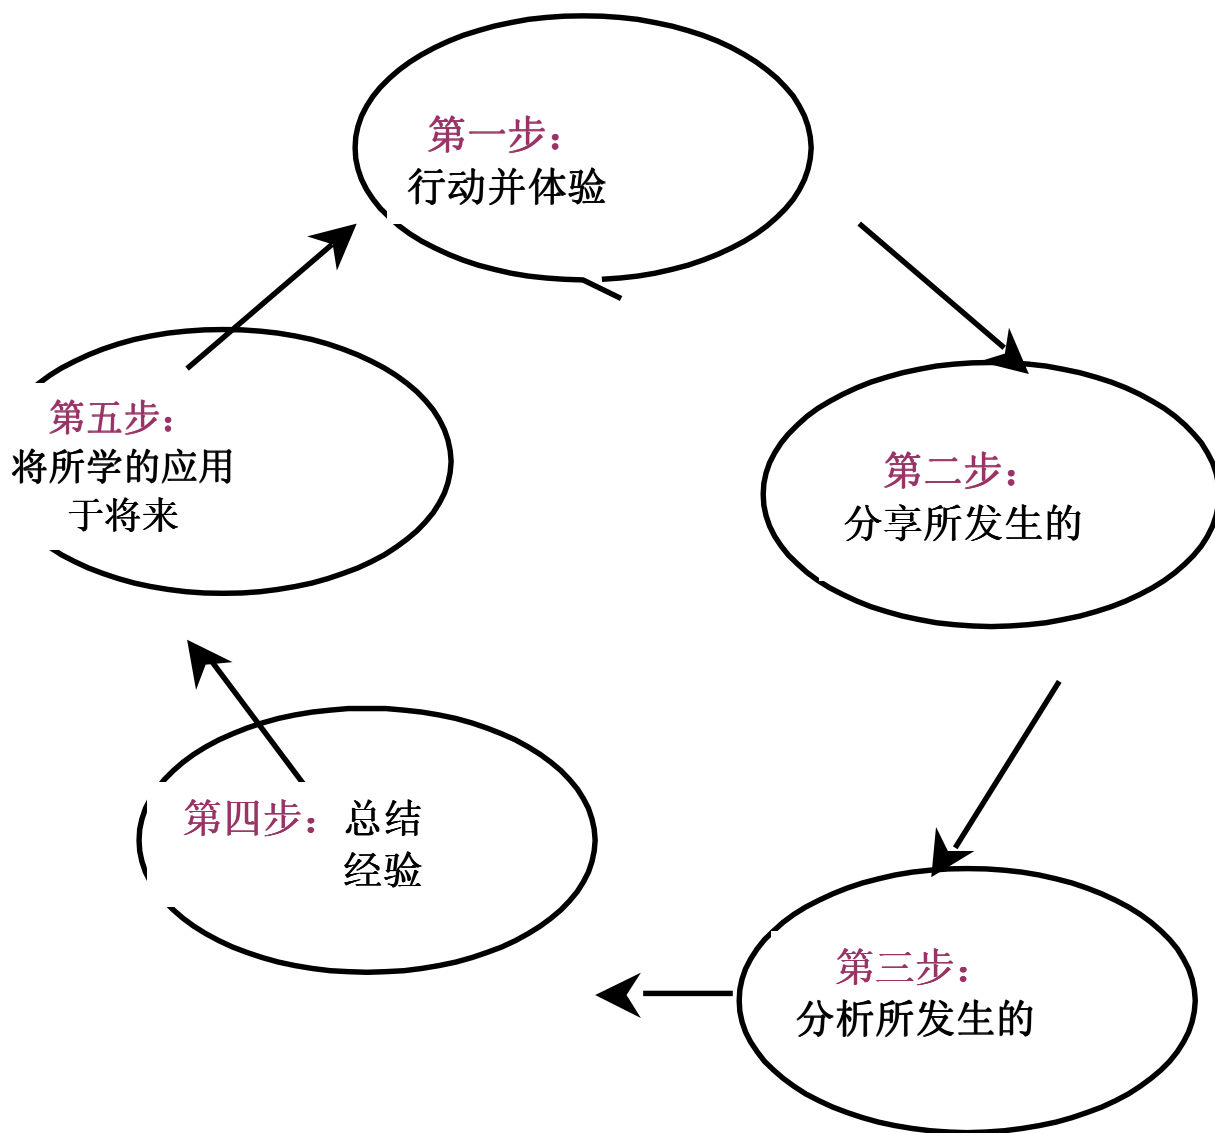 第一步：
行动并体验
第二步：
分享所发生的
第三步：
分析所发生的
第四步：总结
经验
第五步：
将所学的应用
于将来